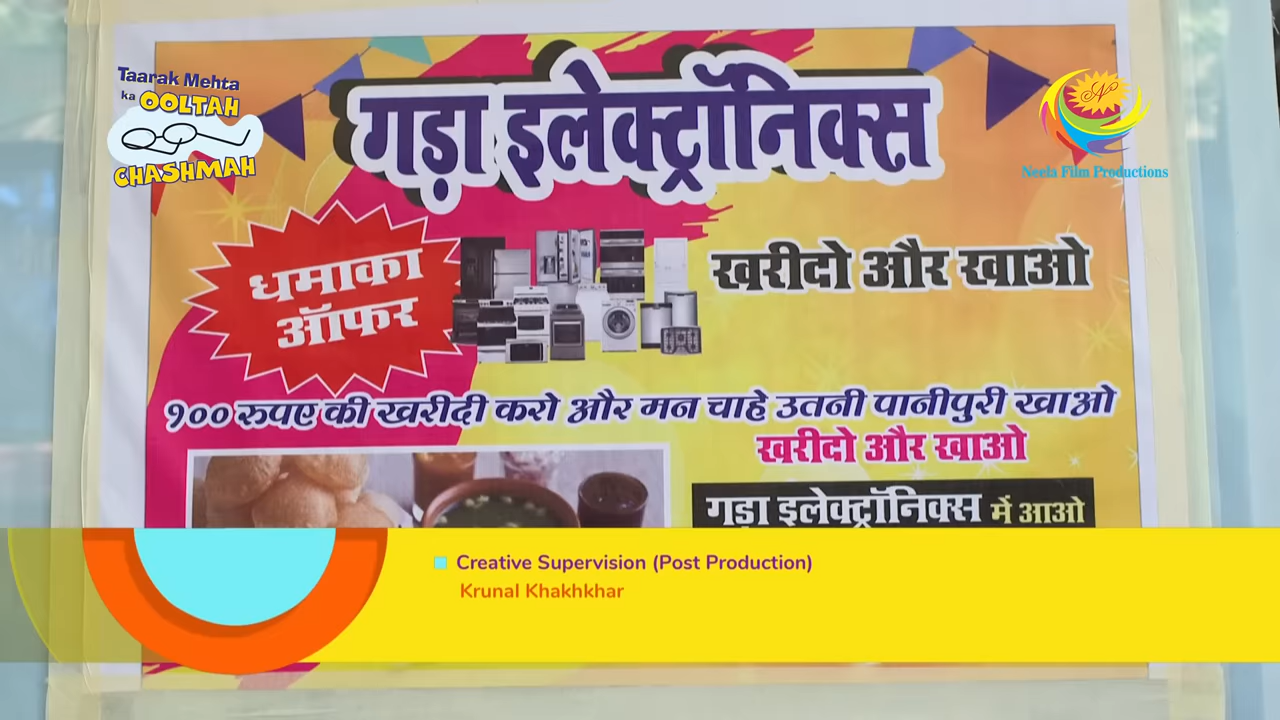 Taarak Mehta
ka OOLTAH
CHASHMAH
गड़ा इलेक्ट्रॉनिक्स
Neela Film Productions
धमाका
ऑफर
खरीदो और खाओ
१०० रुपए की खरीदी करो और मन चाहे उतनी पानीपुरी खाओ
खरीदो और खाओ
गडा इलेक्ट्रॉनिक्स में आओ
Creative Supervision (Post Production)
Krunal Khakhkhar